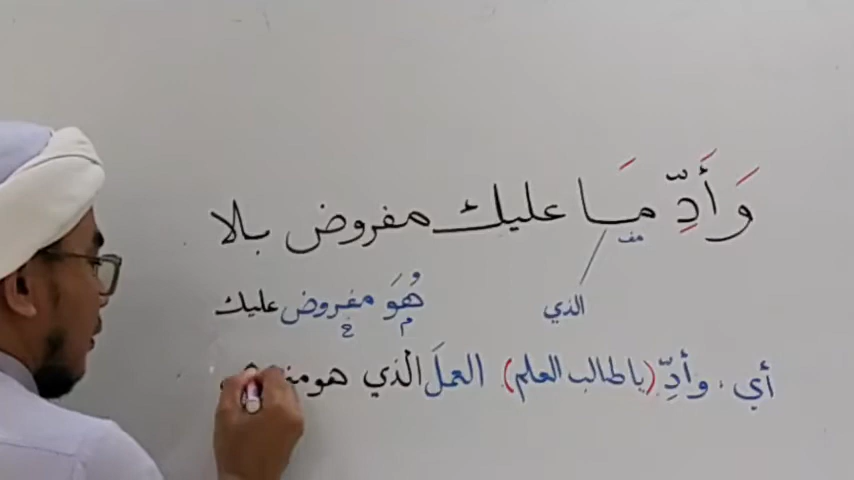 وَأَدِّ مَا عليك مفروض بلا
مف
الذي هُوَ مفروض عليك
م خ
أي، وأدِّ (يا طالب العلم) العملَ الذي هو